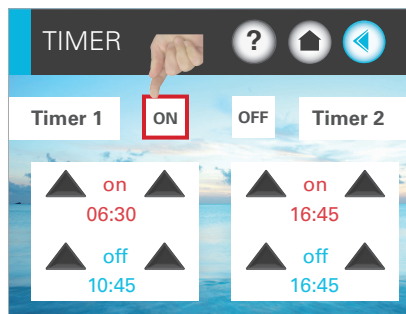 TIMER ?
Timer 1 ON OFF Timer 2
on
06:30
off
10:45
on
16:45
off
16:45